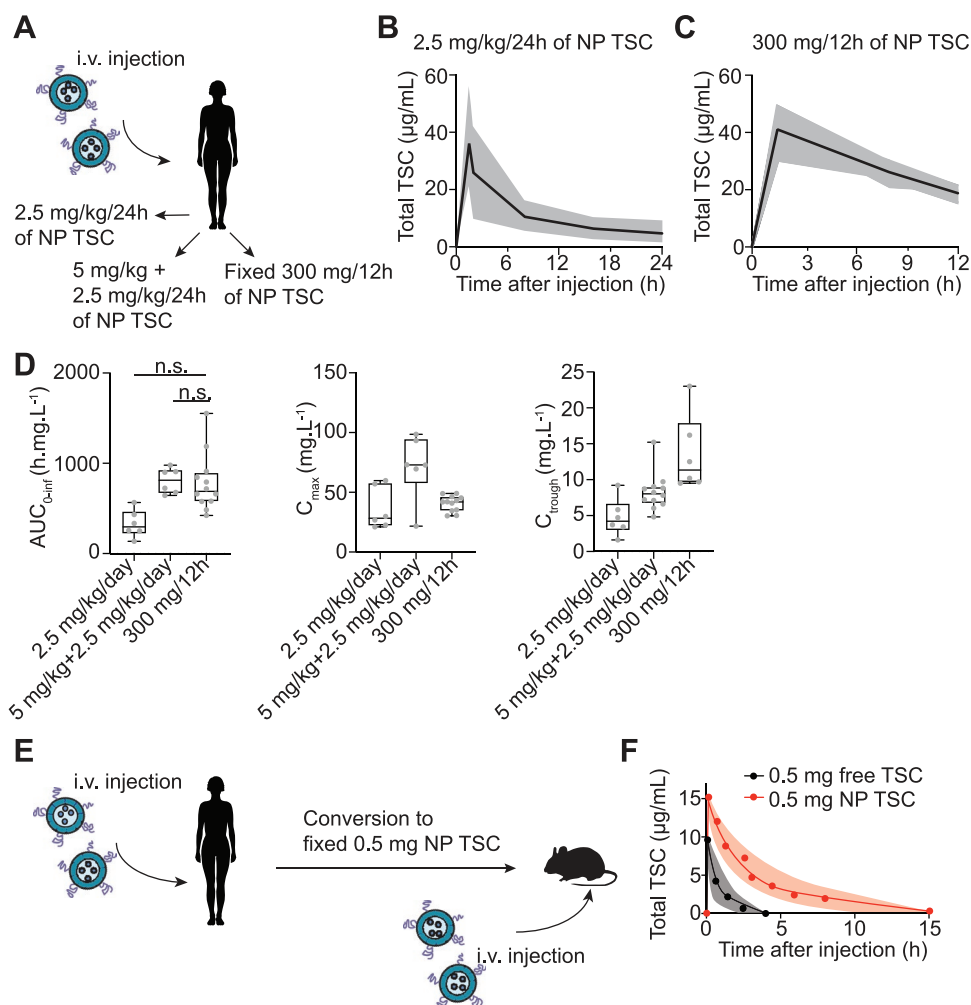 A
i.v. injection
2.5 mg/kg/24h
of NP TSC
5 mg/kg +
2.5 mg/kg/24h
of NP TSC
Fixed 300 mg/12h
of NP TSC
B
2.5 mg/kg/24h of NP TSC
Total TSC (µg/mL)
60
40
20
0
0 6 12 18 24
Time after injection (h)
C
300 mg/12h of NP TSC
Total TSC (µg/mL)
60
40
20
0
0 3 6 9 12
Time after injection (h)
D
AUC0-inf (h.mg.L-1)
2000
1000
0
n.s.
n.s.
2.5 mg/kg/day
5 mg/kg+2.5 mg/kg/day
300 mg/12h
Cmax (mg.L-1)
150
100
50
0
2.5 mg/kg/day
5 mg/kg+2.5 mg/kg/day
300 mg/12h
Ctrough (mg.L-1)
25
20
15
10
5
0
2.5 mg/kg/day
5 mg/kg+2.5 mg/kg/day
300 mg/12h
E
i.v. injection
Conversion to
fixed 0.5 mg NP TSC
i.v. injection
F
0.5 mg free TSC
0.5 mg NP TSC
Total TSC (µg/mL)
15
10
5
0
0 5 10 15
Time after injection (h)